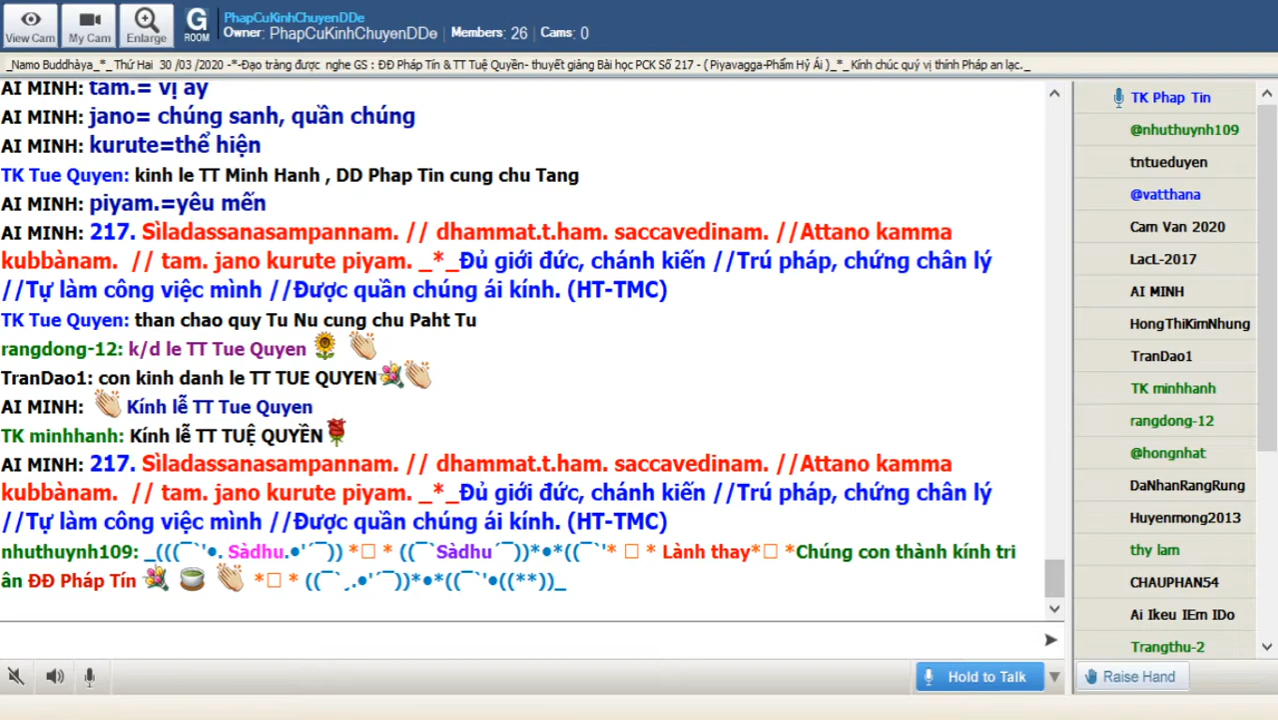 View Cam
My Cam
Enlarge
G
ROOM
PhapCuKinhChuyenDDe
Owner: PhapCuKinhChuyenDDe Members: 26 Cams: 0
_Namo Buddhàya_*_ Thứ Hai 30 /03 /2020 -*-Đạo tràng được nghe GS : ĐĐ Pháp Tín & TT Tuệ Quyền- thuyết giảng Bài học PCK Số 217 - ( Piyavagga-Phẩm Hỷ Ái )_*_ Kính chúc quý vị thính Pháp an lạc._
AI MINH: tam.= vị ấy
AI MINH: jano= chúng sanh, quần chúng
AI MINH: kurute=thể hiện
TK Tue Quyen: kinh le TT Minh Hanh , DD Phap Tin cung chu Tang
AI MINH: piyam.=yêu mến
AI MINH: 217. Sìladassanasampannam. // dhammat.t.ham. saccavedinam. //Attano kamma
kubbànam. // tam. jano kurute piyam. _*_Đủ giới đức, chánh kiến //Trú pháp, chứng chân lý
//Tự làm công việc mình //Được quần chúng ái kính. (HT-TMC)
TK Tue Quyen: than chao quy Tu Nu cung chu Paht Tu
rangdong-12: k/d le TT Tue Quyen
TranDao1: con kinh danh le TT TUE QUYEN
AI MINH: Kính lễ TT Tue Quyen
TK minhhanh: Kính lễ TT TUỆ QUYỀN
AI MINH: 217. Sìladassanasampannam. // dhammat.t.ham. saccavedinam. //Attano kamma
kubbànam. // tam. jano kurute piyam. _*_Đủ giới đức, chánh kiến //Trú pháp, chứng chân lý
//Tự làm công việc mình //Được quần chúng ái kính. (HT-TMC)
nhuthuynh109: _(((¯`'•. Sàdhu.•'´¯)) *□ * ((¯`Sàdhu´¯))*•*((¯`'* □ * Lành thay*□ *Chúng con thành kính tri
ân ĐĐ Pháp Tín *□ * ((¯`¸.•'´¯))*•*((¯`'•((**))_
TK Phap Tin
@nhuthuynh109
tntueduyen
@vatthana
Cam Van 2020
LacL-2017
AI MINH
HongThiKimNhung
TranDao1
TK minhhanh
rangdong-12
@hongnhat
DaNhanRangRung
Huyenmong2013
thy lam
CHAUPHAN54
Ai Ikeu IEm IDo
Trangthu-2
Hold to Talk
Raise Hand